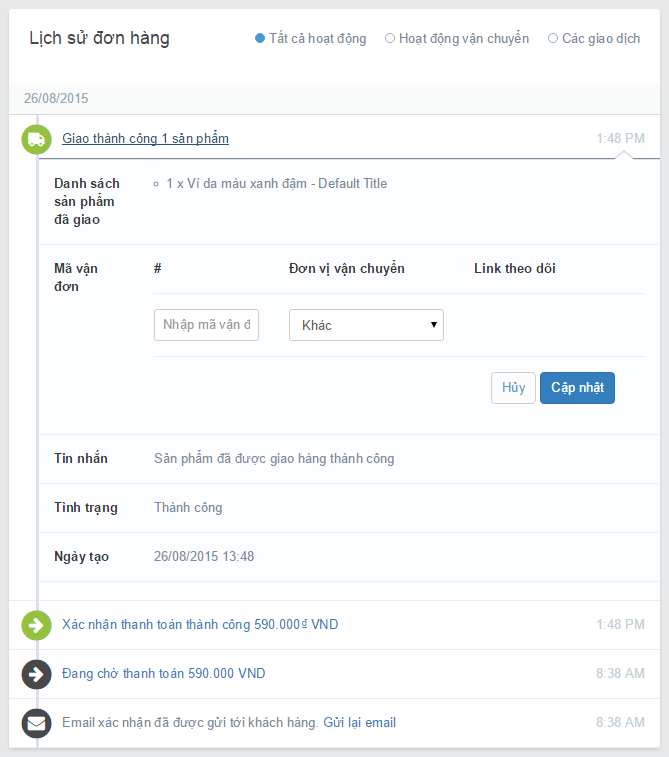 Lịch sử đơn hàng
Tất cả hoạt động
Hoạt động vận chuyển
Các giao dịch
26/08/2015
Giao thành công 1 sản phẩm
1:48 PM
Danh sách
sản phẩm
đã giao
1 x Ví da màu xanh đậm - Default Title
Mã vận
đơn
#
Đơn vị vận chuyển
Link theo dõi
Nhập mã vận đ
Khác
Hủy
Cập nhật
Tin nhắn
Sản phẩm đã được giao hàng thành công
Tình trạng
Thành công
Ngày tạo
26/08/2015 13:48
Xác nhận thanh toán thành công 590.000₫ VND
1:48 PM
Đang chờ thanh toán 590.000 VND
8:38 AM
Email xác nhận đã được gửi tới khách hàng. Gửi lại email
8:38 AM